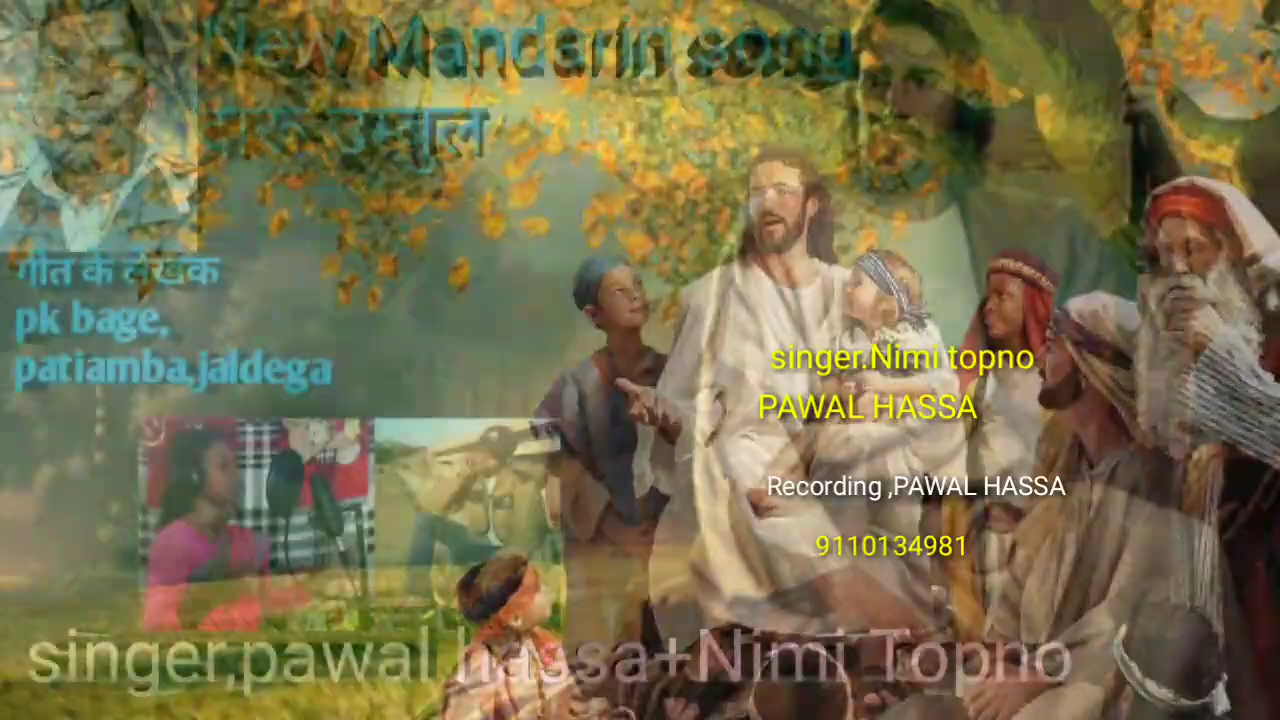 New Mandarin song
दारू उम्बुल
गीत के लेखक
pk bage,
patiamba,jaldega
singer.Nimi topno
PAWAL HASSA
Recording ,PAWAL HASSA
9110134981
singer,pawal hassa+Nimi Topno